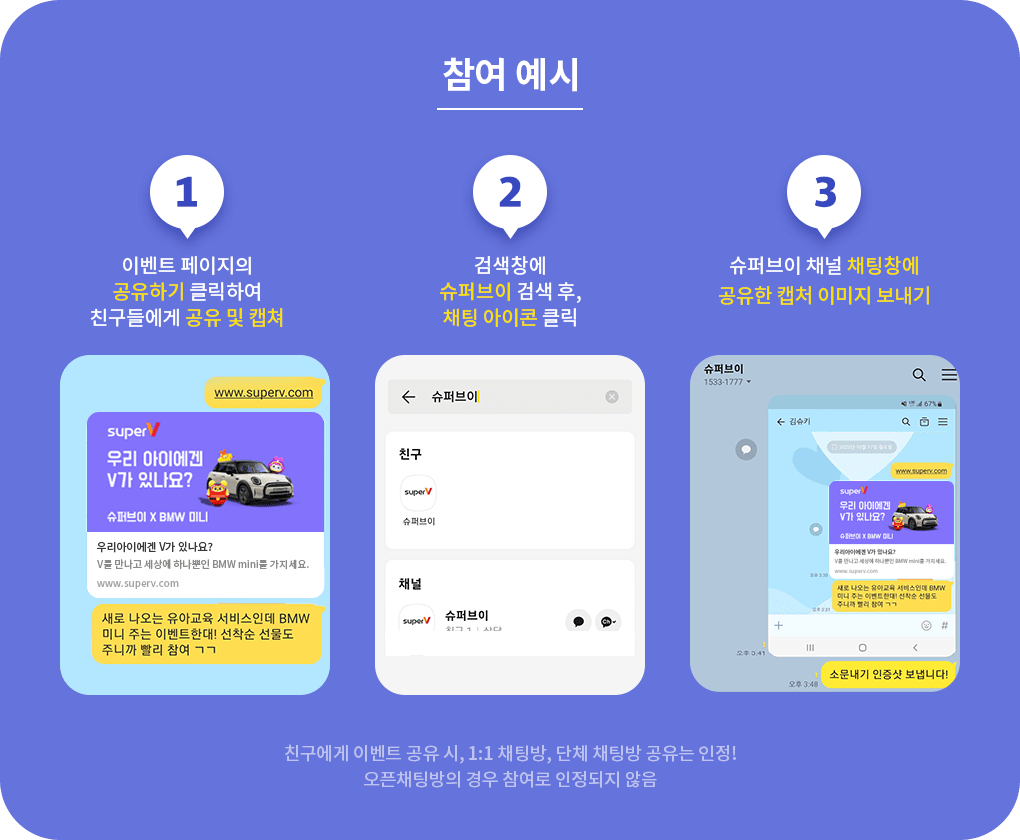 참여 예시
1
이벤트 페이지의
공유하기 클릭하여
친구들에게 공유 및 캡쳐
2
검색창에
슈퍼브이 검색 후,
채팅 아이콘 클릭
3
슈퍼브이 채널 채팅창에
공유한 캡처 이미지 보내기
www.superv.com
superV
우리 아이에겐
V가 있나요?
슈퍼브이 X BMW 미니
우리아이에겐 V가 있나요?
V를 만나고 세상에 하나뿐인 BMW mini를 가지세요.
www.superv.com
새로 나오는 유아교육 서비스인데 BMW
미니 주는 이벤트한대! 선착순 선물도
주니까 빨리 참여 ㄱㄱ
슈퍼브이
친구
superV
슈퍼브이
채널
superV
슈퍼브이
친구 1 | 상담
Ch
슈퍼브이
1533-1777
67%
김슈키
www.superv.com
superV
우리 아이에겐
V가 있나요?
슈퍼브이 X BMW 미니
우리아이에겐 V가 있나요?
V를 만나고 세상에 하나뿐인 BMW mini를 가지세요.
www.superv.com
새로 나오는 유아교육 서비스인데 BMW
미니 주는 이벤트한대! 선착순 선물도
주니까 빨리 참여 ㄱㄱ
#
오후 3:41
소문내기 인증샷 보냅니다!
오후 3:48
친구에게 이벤트 공유 시, 1:1 채팅방, 단체 채팅방 공유는 인정!
오픈채팅방의 경우 참여로 인정되지 않음